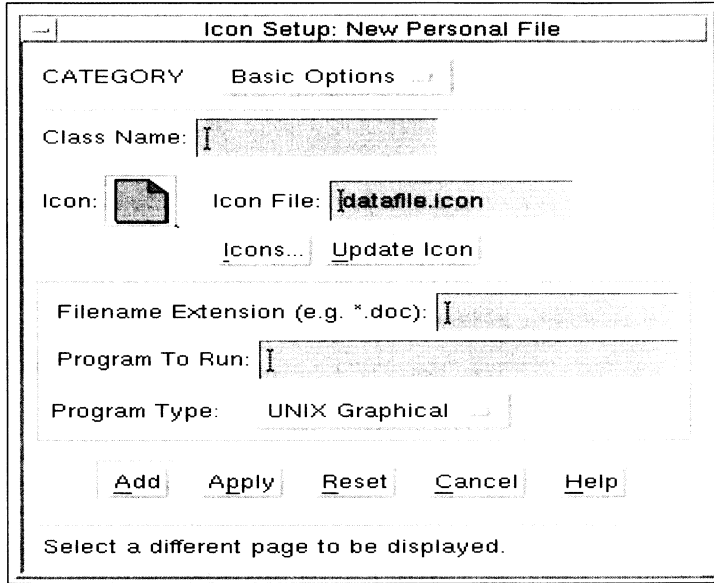 Icon Setup: New Personal File
CATEGORY Basic Options
Class Name:
Icon: Icon File: datafile.icon
Icons... Update Icon
Filename Extension (e.g. *.doc):
Program To Run:
Program Type: UNIX Graphical
Add Apply Reset Cancel Help
Select a different page to be displayed.